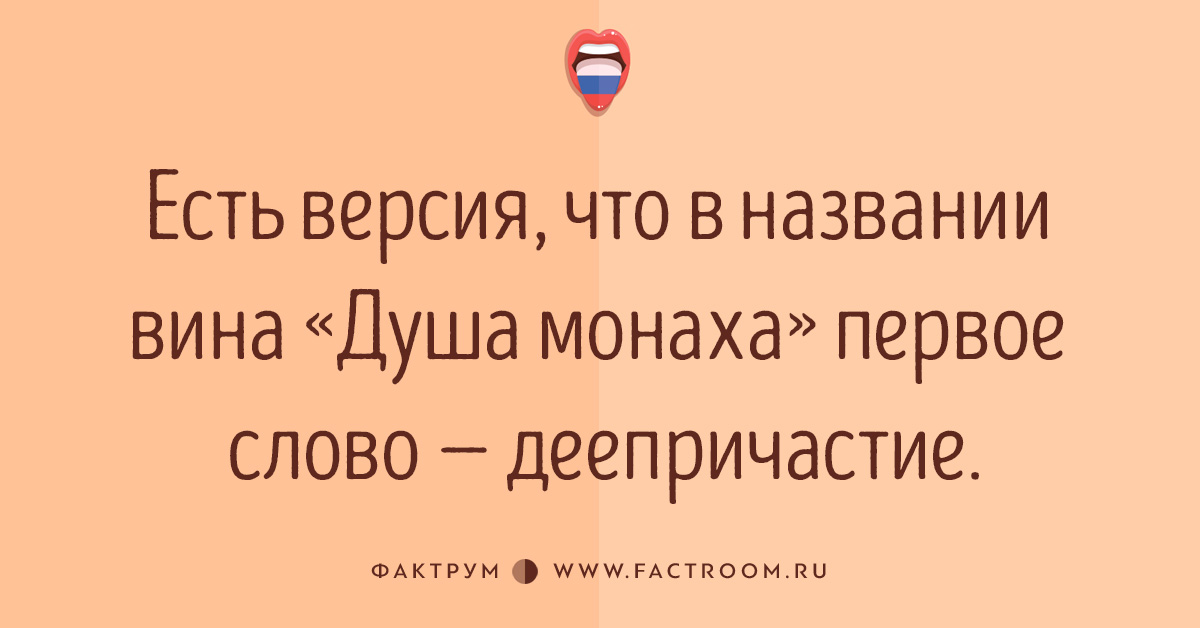 Есть версия, что в названии
вина «Душа монаха» первое
слово – деепричастие.
ФАКТРУМ WWW.FACTROOM.RU